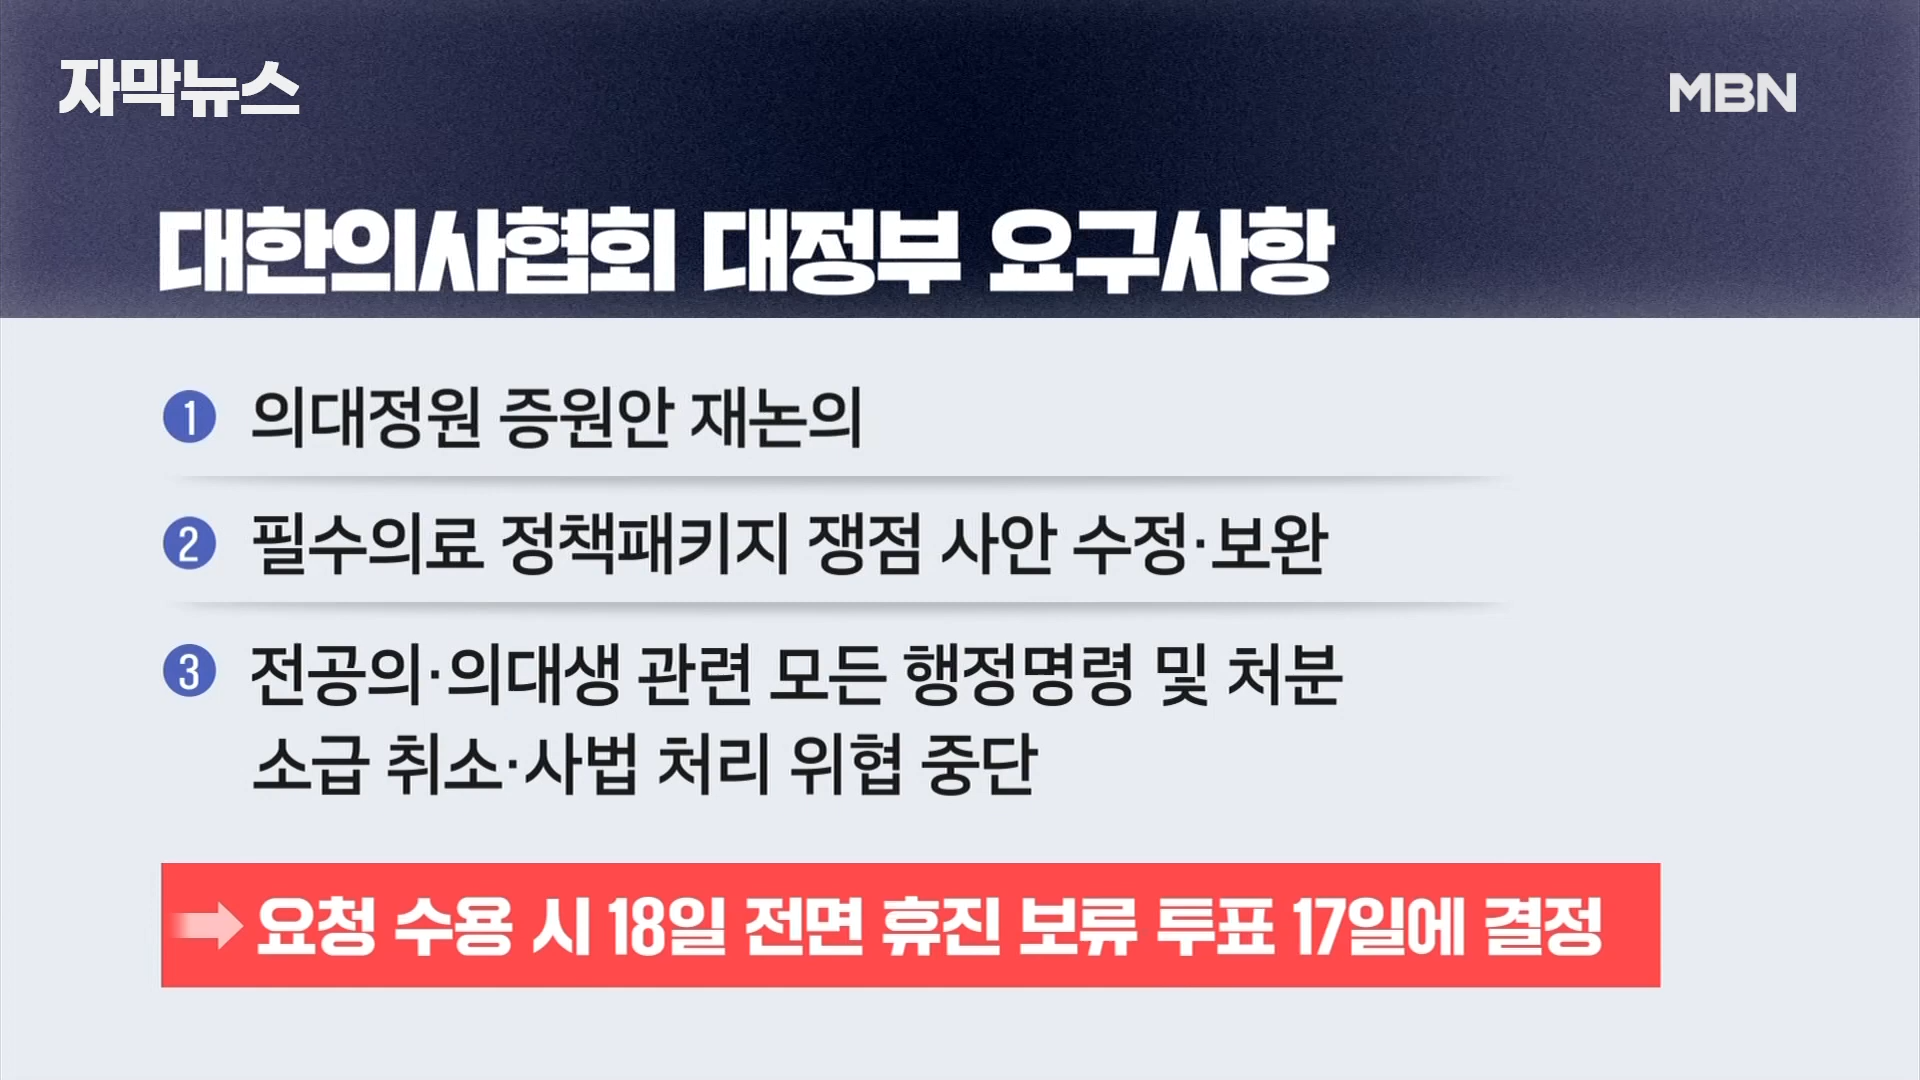 자막뉴스
MBN
대한의사협회 대정부 요구사항
1 의대정원 증원안 재논의
2 필수의료 정책패키지 쟁점 사안 수정·보완
3 전공의·의대생 관련 모든 행정명령 및 처분
소급 취소·사법 처리 위협 중단
➡ 요청 수용 시 18일 전면 휴진 보류 투표 17일에 결정